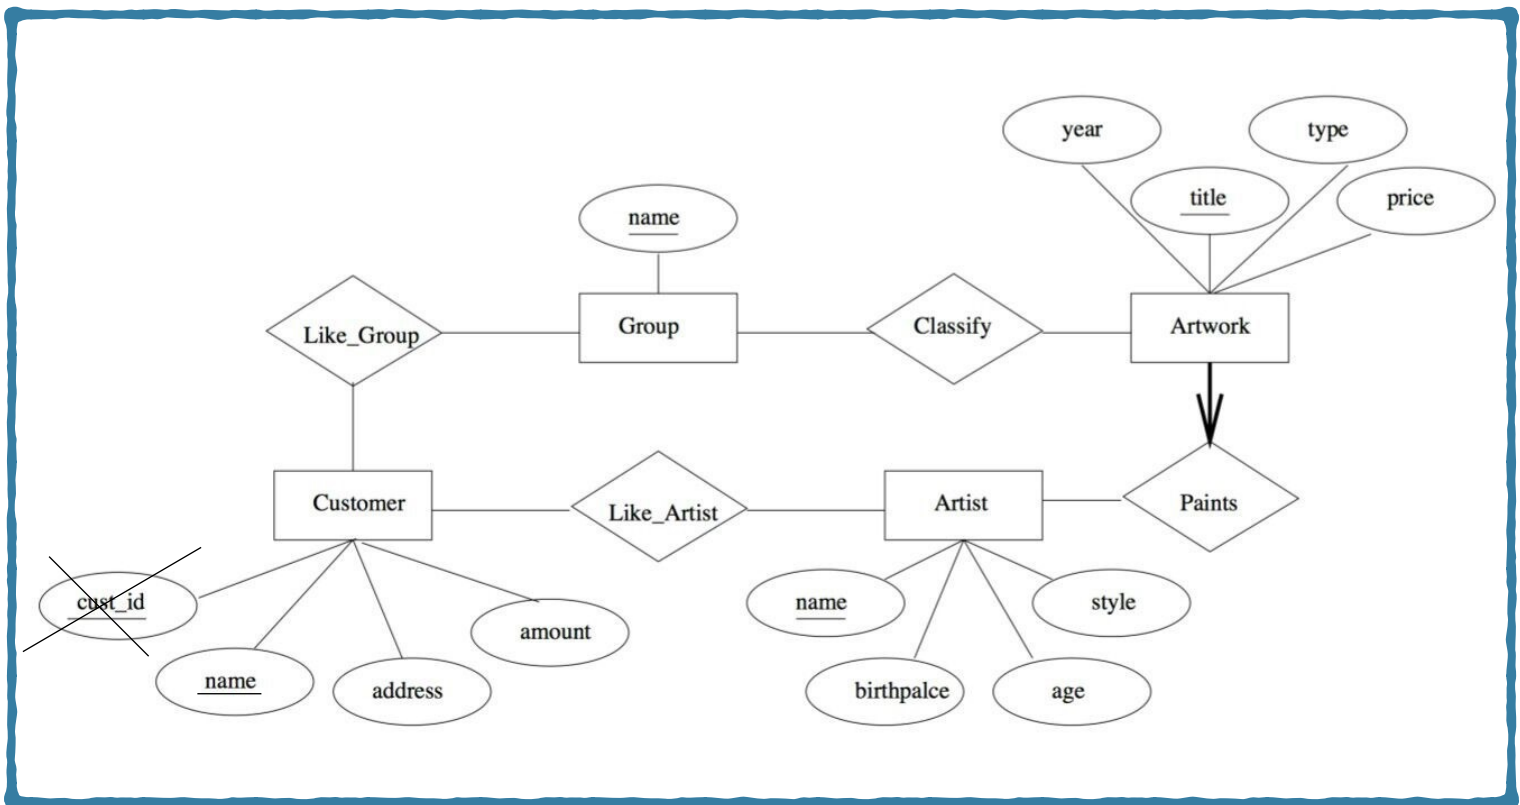 year
type
title
price
name
Like_Group
Group
Classify
Artwork
Customer
Like_Artist
Artist
Paints
cust_id
name
address
amount
name
style
birthpalce
age